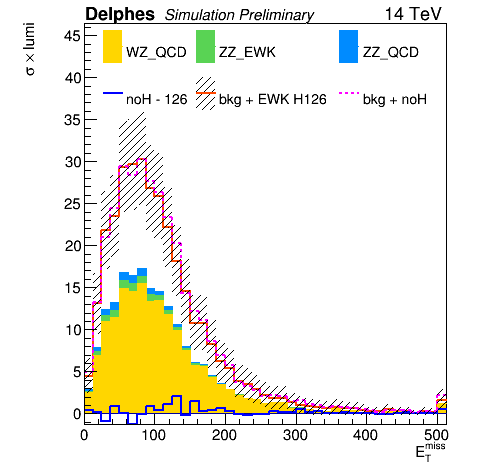 Delphes Simulation Preliminary 14 TeV
σ × lumi
WZ_QCD ZZ_EWK ZZ_QCD
noH - 126 bkg + EWK H126 bkg + noH
45
40
35
30
25
20
15
10
5
0
0 100 200 300 400 500
E_T^miss